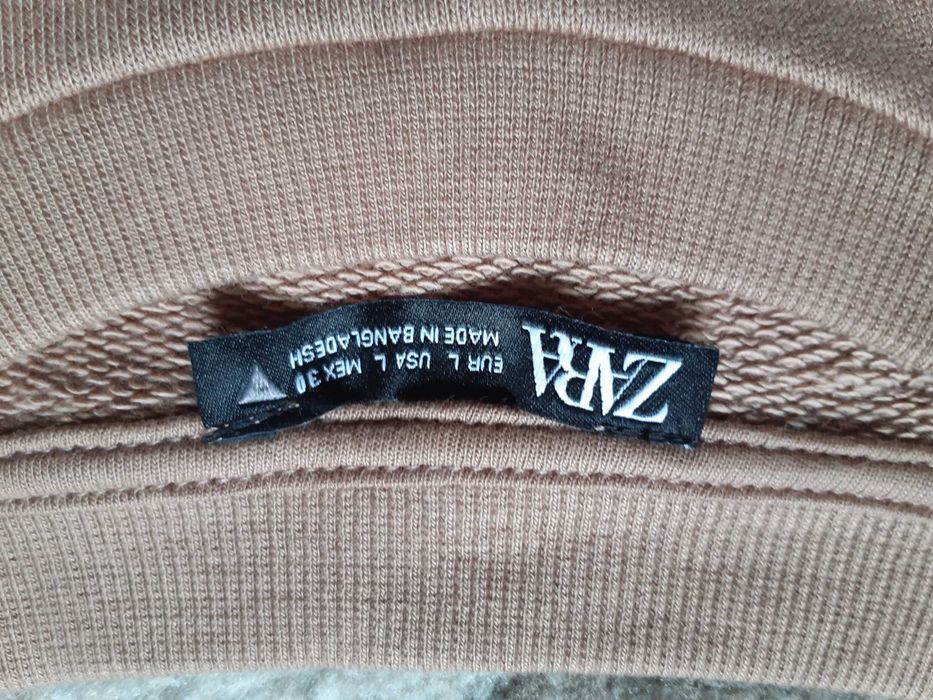 ZARA
EUR L USA L MEX 30
MADE IN BANGLADESH